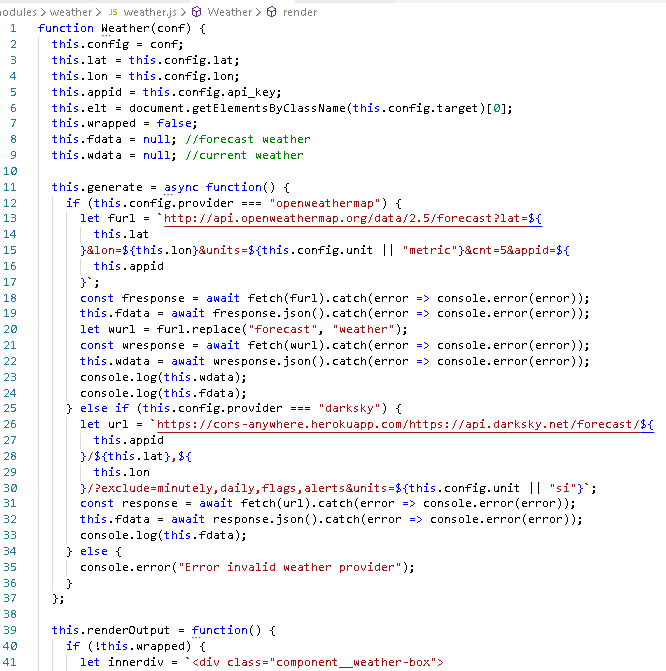 nodules > weather > JS weather.js > Weather > render
1 function Weather(conf) {
2 this.config = conf;
3 this.lat = this.config.lat;
4 this.lon = this.config.lon;
5 this.appid = this.config.api_key;
6 this.elt = document.getElementsByClassName(this.config.target)[0];
7 this.wrapped = false;
8 this.fdata = null; //forecast weather
9 this.wdata = null; //current weather
10
11 this.generate = async function() {
12 if (this.config.provider === "openweathermap") {
13 let furl = `http://api.openweathermap.org/data/2.5/forecast?lat=${
14 this.lat
15 }&lon=${this.lon}&units=${this.config.unit || "metric"}&cnt=5&appid=${
16 this.appid
17 }`;
18 const fresponse = await fetch(furl).catch(error => console.error(error));
19 this.fdata = await fresponse.json().catch(error => console.error(error));
20 let wurl = furl.replace("forecast", "weather");
21 const wresponse = await fetch(wurl).catch(error => console.error(error));
22 this.wdata = await wresponse.json().catch(error => console.error(error));
23 console.log(this.wdata);
24 console.log(this.fdata);
25 } else if (this.config.provider === "darksky") {
26 let url = `https://cors-anywhere.herokuapp.com/https://api.darksky.net/forecast/${
27 this.appid
28 }/${this.lat},${
29 this.lon
30 }/?exclude=minutely,daily,flags,alerts&units=${this.config.unit || "si"}`;
31 const response = await fetch(url).catch(error => console.error(error));
32 this.fdata = await response.json().catch(error => console.error(error));
33 console.log(this.fdata);
34 } else {
35 console.error("Error invalid weather provider");
36 }
37 };
38
39 this.renderOutput = function() {
40 if (!this.wrapped) {
41 let innerdiv = `<div class="component__weather-box">